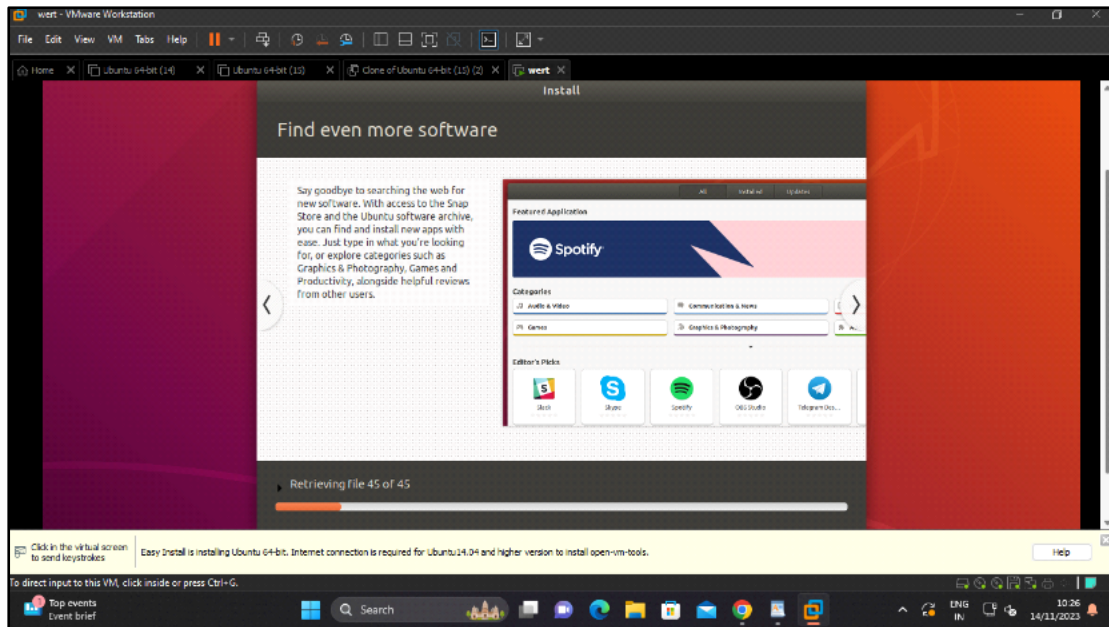 wert - VMware Workstation
File Edit View VM Tabs Help
Home
Ubuntu 64-bit (14)
Ubuntu 64-bit (15)
Clone of Ubuntu 64-bit (15) (2)
wert
Install
Find even more software
Say goodbye to searching the web for
new software. With access to the Snap
Store and the Ubuntu software archive,
you can find and install new apps with
ease. Just type in what you're looking
for, or explore categories such as
Graphics & Photography, Games and
Productivity, alongside helpful reviews
from other users.
All Installed Updates
Featured Application
Spotify
Categories
Audio & Video
Communication & News
Games
Graphics & Photography
Editor's Picks
Slack
Skype
Spotify
OBS Studio
Telegram Des...
Retrieving file 45 of 45
Click in the virtual screen
to send keystrokes
Easy Install is installing Ubuntu 64-bit. Internet connection is required for Ubuntu14.04 and higher version to install open-vm-tools.
Help
To direct input to this VM, click inside or press Ctrl+G.
Top events
Event brief
Search
ENG
IN
10:26
14/11/2023